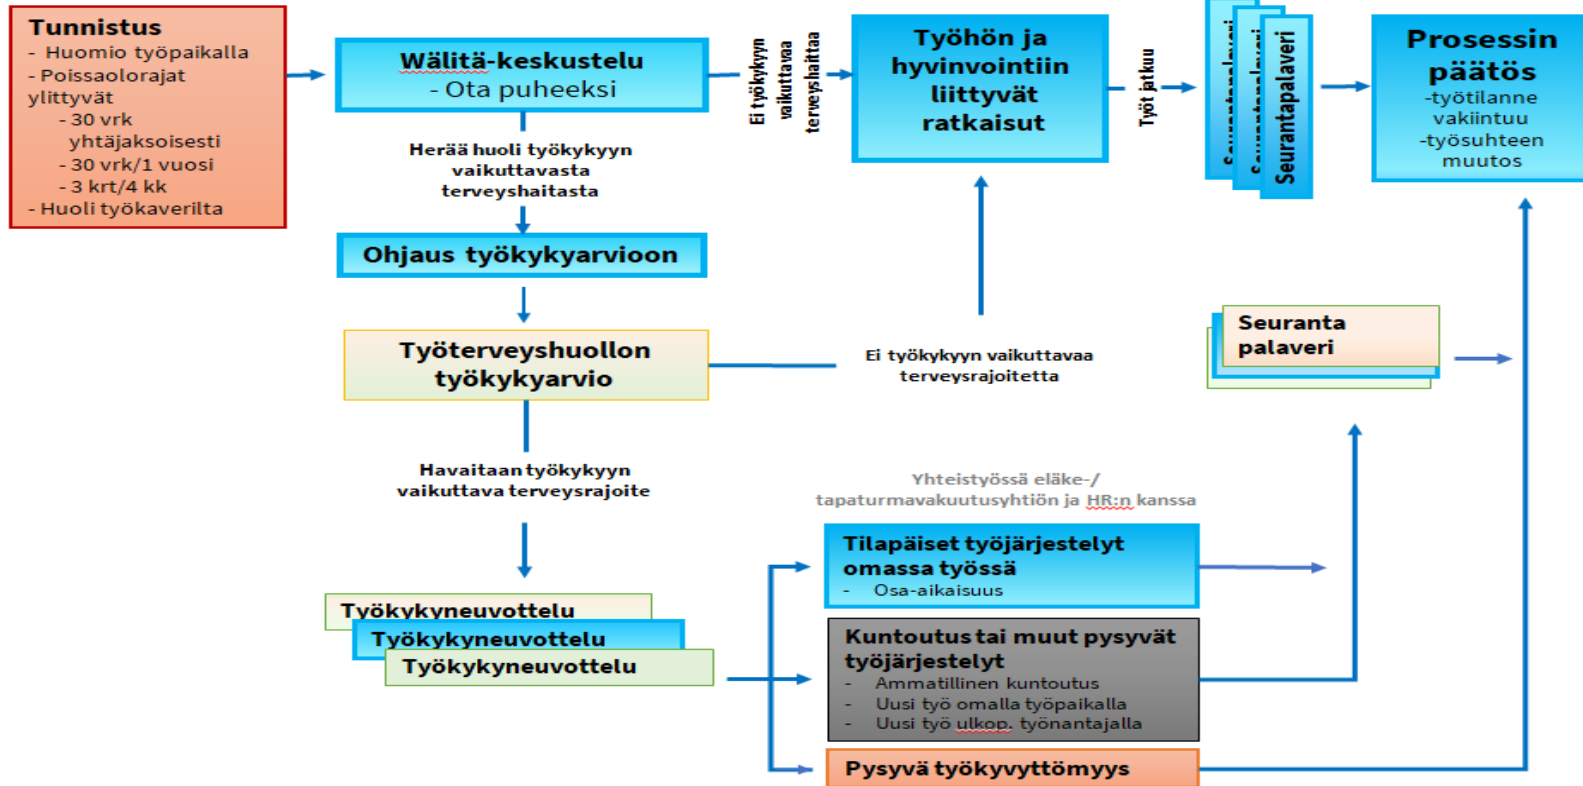 Tunnistus
- Huomio työpaikalla
- Poissaolorajat
ylittyvät
- 30 vrk
yhtäjaksoisesti
- 30 vrk/1 vuosi
- 3 krt/4 kk
- Huoli työkaverilta
Wälitä-keskustelu
- Ota puheeksi
Ei työkykyyn
vaikuttavaa
terveyshaittaa
Työhön ja
hyvinvointiin
liittyvät
ratkaisut
Työt jatkuu
Seurantapalaveri
Seurantapalaveri
Seurantapalaveri
Prosessin
päätös
-työtilanne
vakiintuu
-työsuhteen
muutos
Herää huoli työkykyyn
vaikuttavasta
terveyshaitasta
Ohjaus työkykyarvioon
Työterveyshuollon
työkykyarvio
Ei työkykyyn vaikuttavaa
terveysrajoitetta
Seuranta
palaveri
Havaitaan työkykyyn
vaikuttava terveysrajoite
Yhteistyössä eläke-/
tapaturmavakuutusyhtiön ja HR:n kanssa
Työkykyneuvottelu
Työkykyneuvottelu
Työkykyneuvottelu
Tilapäiset työjärjestelyt
omassa työssä
- Osa-aikaisuus
Kuntoutus tai muut pysyvät
työjärjestelyt
- Ammatillinen kuntoutus
- Uusi työ omalla työpaikalla
- Uusi työ ulkop. työnantajalla
Pysyvä työkyvyttömyys